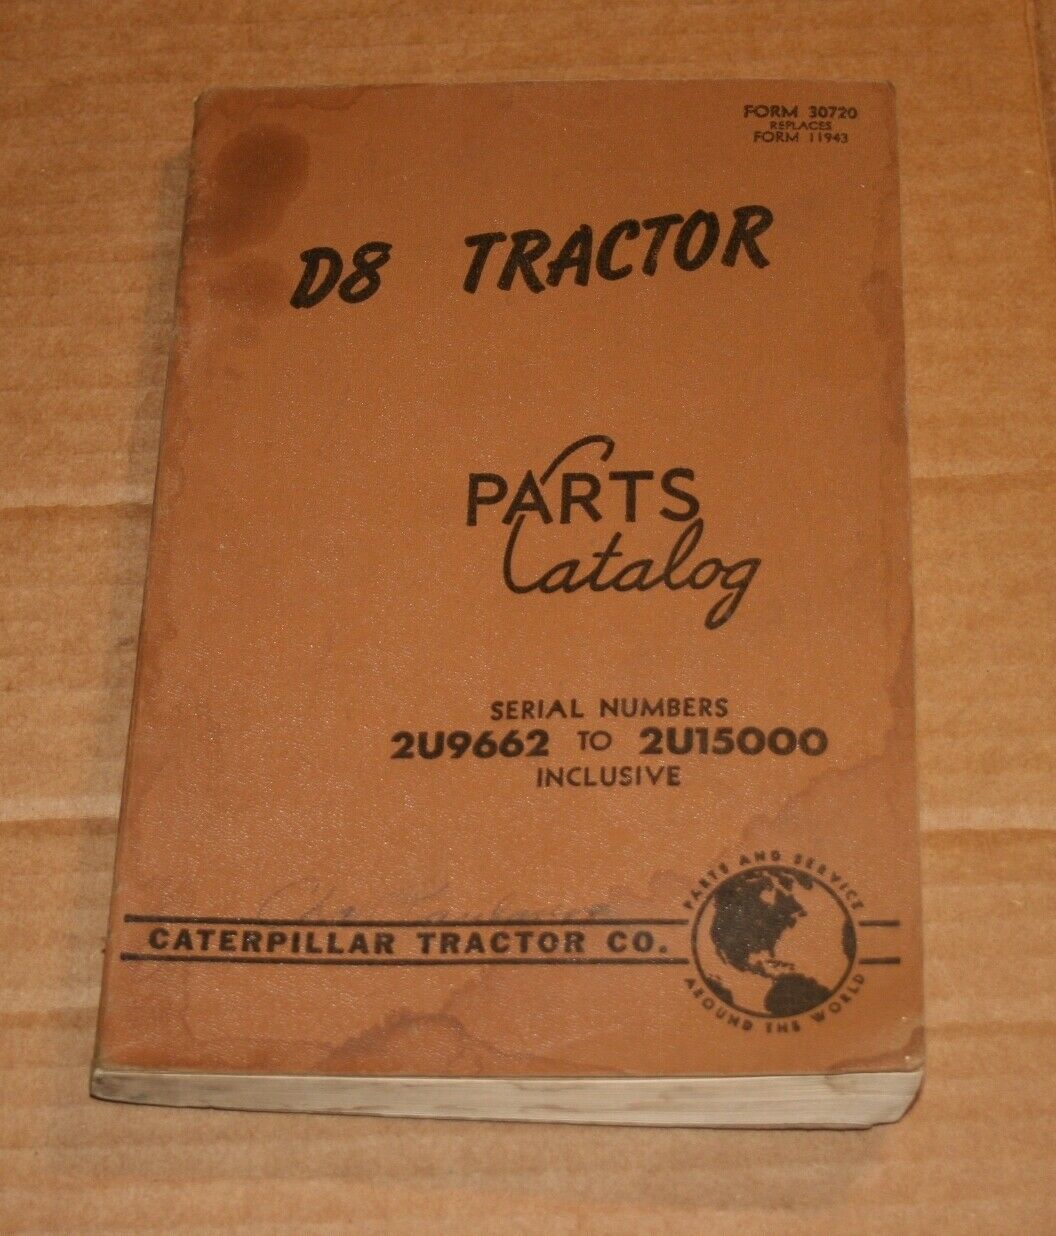 FORM 30720
REPLACES
FORM 11943
D8 TRACTOR
PARTS
Catalog
SERIAL NUMBERS
2U9662 TO 2U15000
INCLUSIVE
CATERPILLAR TRACTOR CO.
PARTS AND SERVICE
AROUND THE WORLD